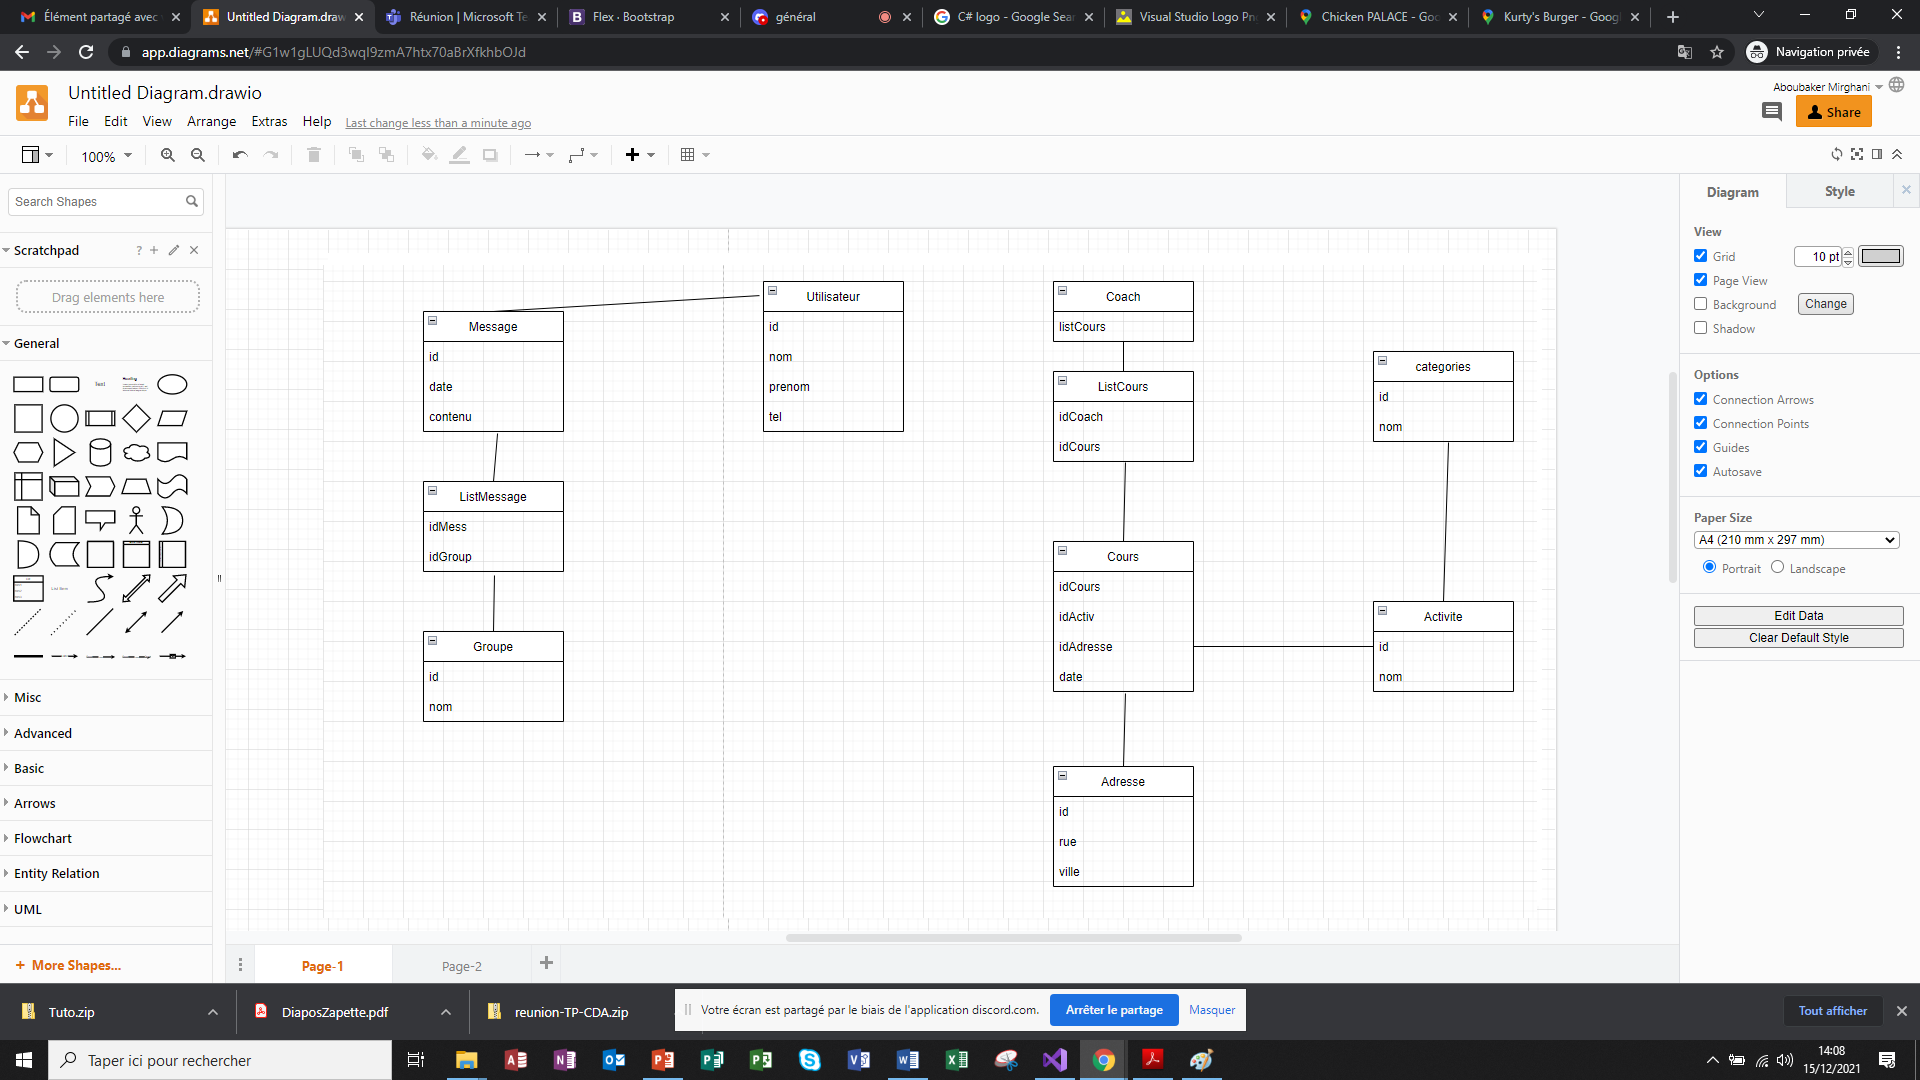 Élément partagé avec
Untitled Diagram.draw
Réunion | Microsoft Te
Flex · Bootstrap
général
C# logo - Google Sear
Visual Studio Logo Pn
Chicken PALACE - Goo
Kurty's Burger - Googl
app.diagrams.net/#G1w1gLUQd3wqI9zmA7htx70aBrXfkhbOJd
Navigation privée
Untitled Diagram.drawio
Aboubaker Mirghani
File Edit View Arrange Extras Help Last change less than a minute ago
Share
100%
Search Shapes
Scratchpad
?
Drag elements here
General
Text
Heading
Misc
Advanced
Basic
Arrows
Flowchart
Entity Relation
UML
+ More Shapes...
Message
id
date
contenu
ListMessage
idMess
idGroup
Groupe
id
nom
Utilisateur
id
nom
prenom
tel
Coach
listCours
ListCours
idCoach
idCours
Cours
idCours
idActiv
idAdresse
date
Adresse
id
rue
ville
categories
id
nom
Activite
id
nom
Diagram
Style
View
Grid
10 pt
Page View
Background
Change
Shadow
Options
Connection Arrows
Connection Points
Guides
Autosave
Paper Size
A4 (210 mm x 297 mm)
Portrait Landscape
Edit Data
Clear Default Style
Page-1
Page-2
Tuto.zip
DiaposZapette.pdf
reunion-TP-CDA.zip
Votre écran est partagé par le biais de l'application discord.com.
Arrêter le partage
Masquer
Tout afficher
Taper ici pour rechercher
14:08
15/12/2021